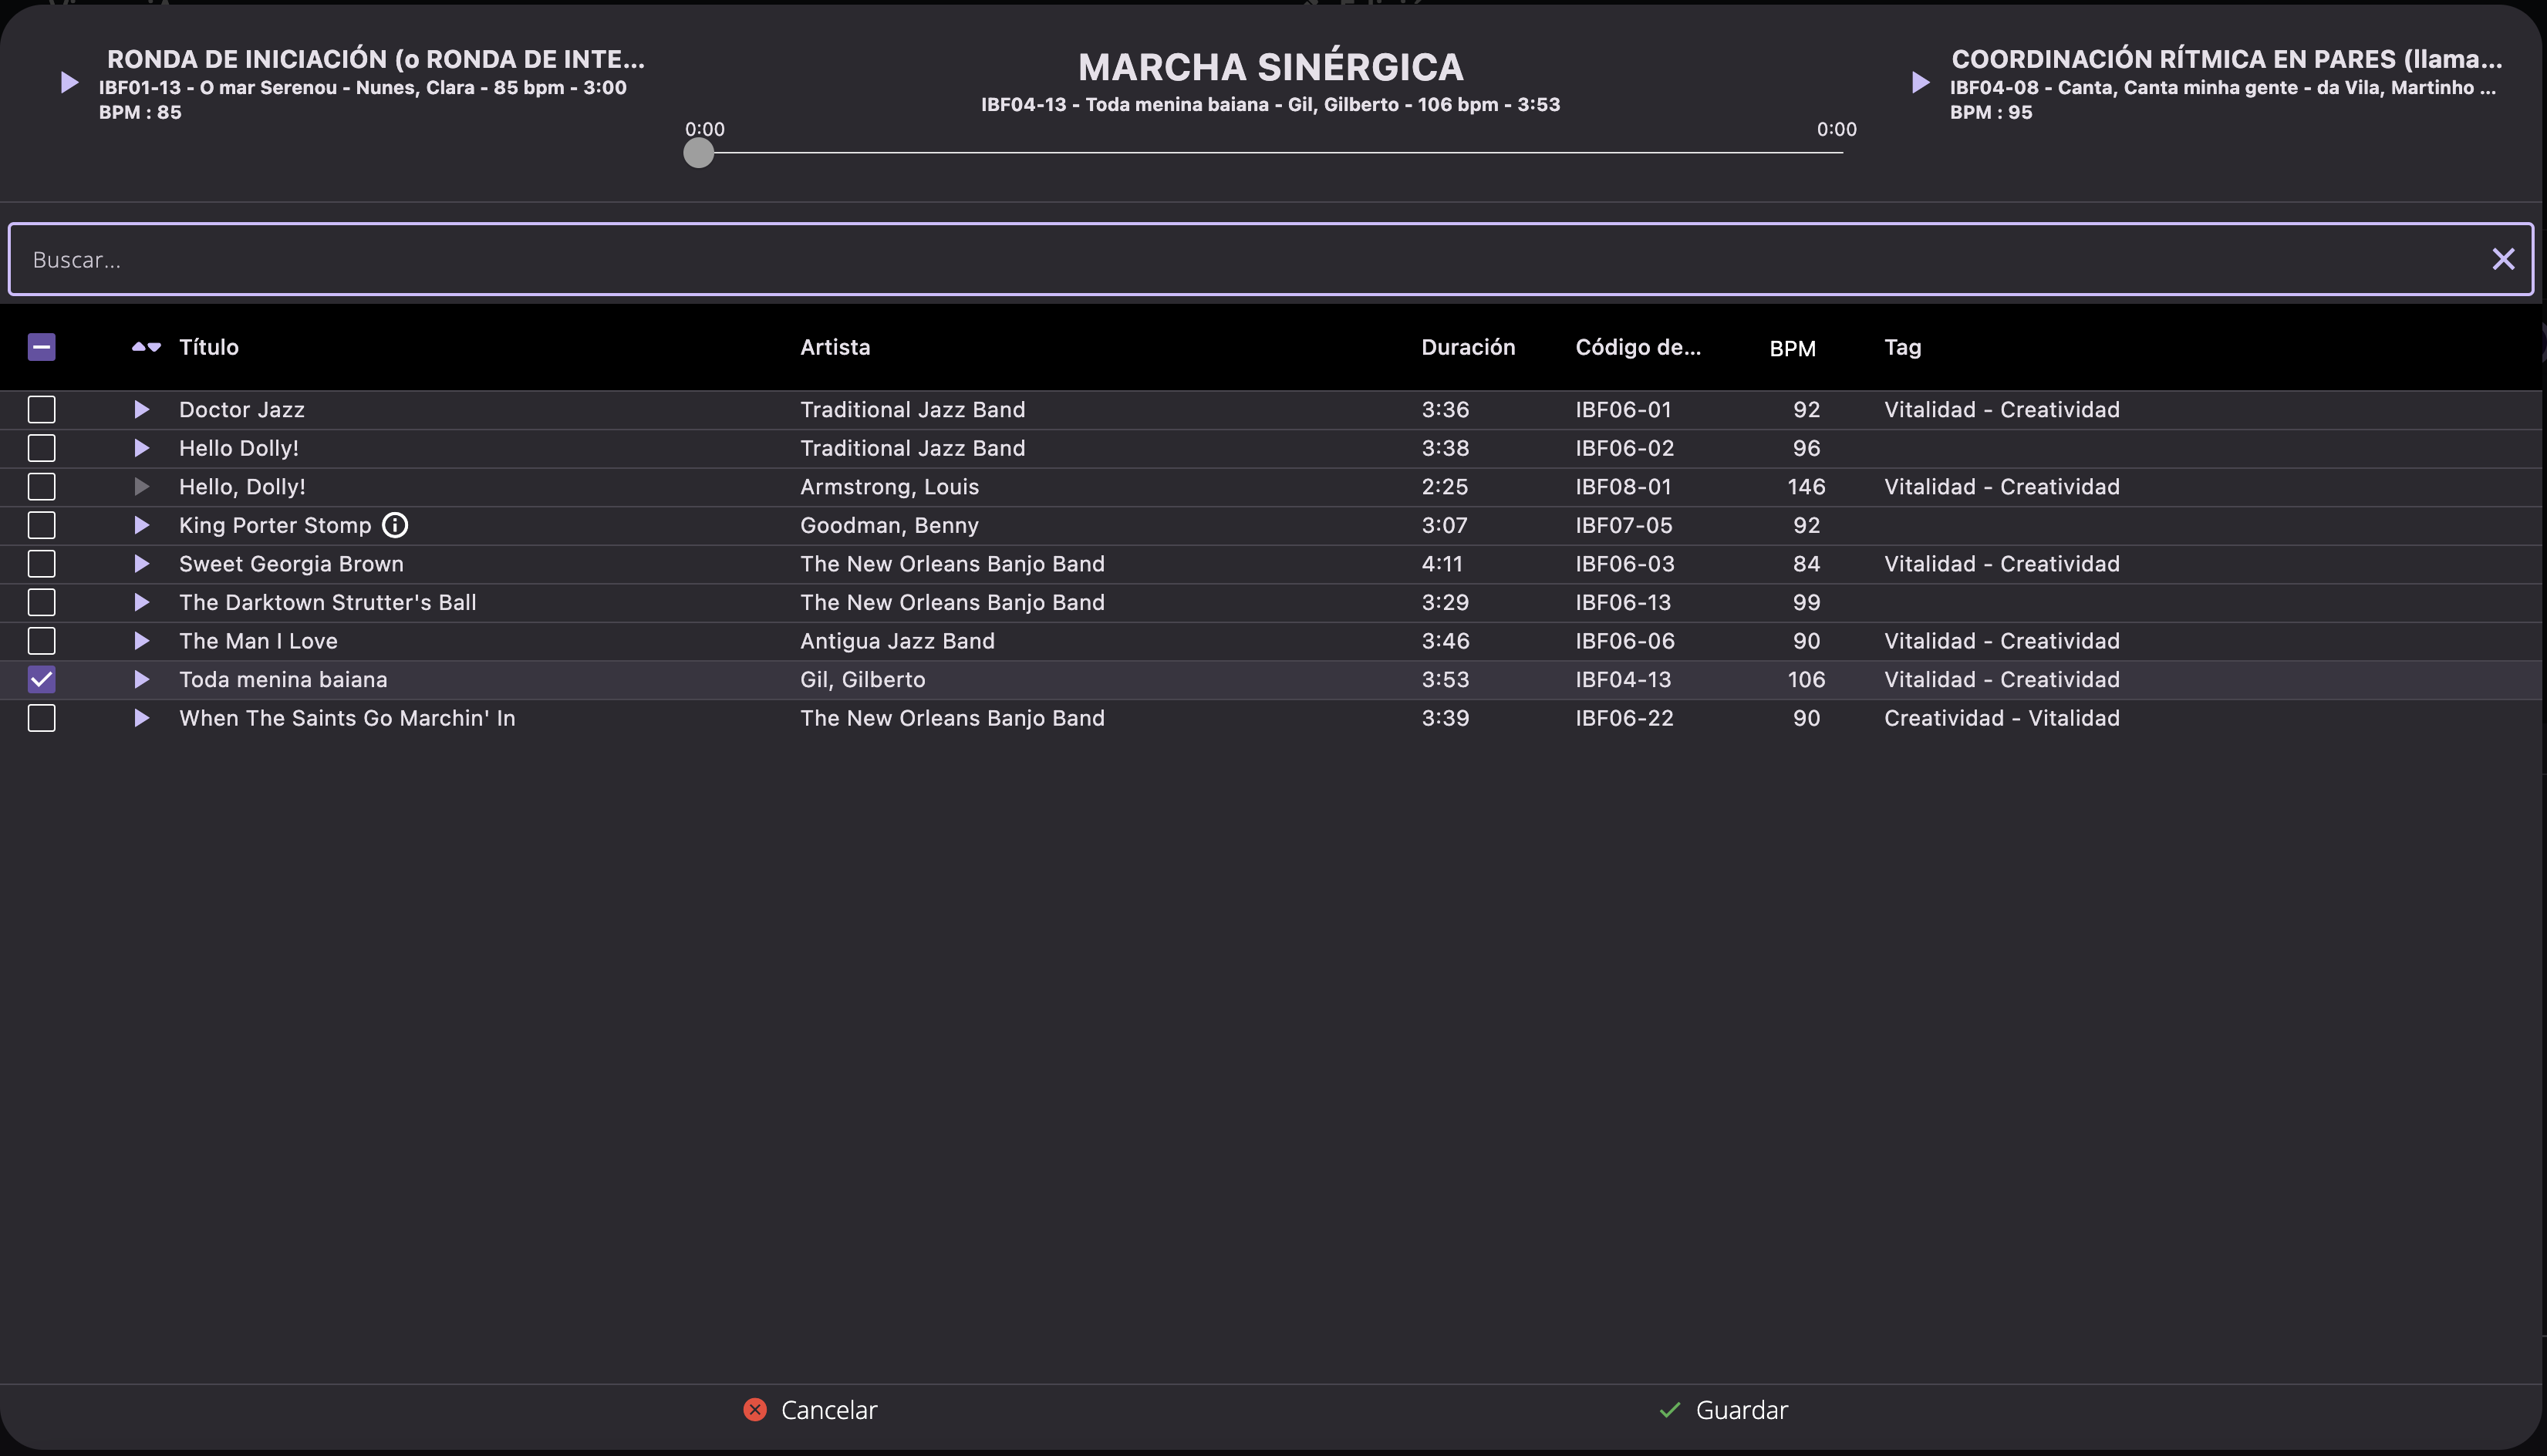 RONDA DE INICIACIÓN (o RONDA DE INTE...
IBF01-13 - O mar Serenou - Nunes, Clara - 85 bpm - 3:00
BPM : 85
MARCHA SINÉRGICA
IBF04-13 - Toda menina baiana - Gil, Gilberto - 106 bpm - 3:53
0:00 0:00
COORDINACIÓN RÍTMICA EN PARES (llama...
IBF04-08 - Canta, Canta minha gente - da Vila, Martinho ...
BPM : 95
Buscar...
Título Artista Duración Código de... BPM Tag
Doctor Jazz Traditional Jazz Band 3:36 IBF06-01 92 Vitalidad - Creatividad
Hello Dolly! Traditional Jazz Band 3:38 IBF06-02 96
Hello, Dolly! Armstrong, Louis 2:25 IBF08-01 146 Vitalidad - Creatividad
King Porter Stomp Goodman, Benny 3:07 IBF07-05 92
Sweet Georgia Brown The New Orleans Banjo Band 4:11 IBF06-03 84 Vitalidad - Creatividad
The Darktown Strutter's Ball The New Orleans Banjo Band 3:29 IBF06-13 99
The Man I Love Antigua Jazz Band 3:46 IBF06-06 90 Vitalidad - Creatividad
Toda menina baiana Gil, Gilberto 3:53 IBF04-13 106 Vitalidad - Creatividad
When The Saints Go Marchin' In The New Orleans Banjo Band 3:39 IBF06-22 90 Creatividad - Vitalidad
Cancelar Guardar